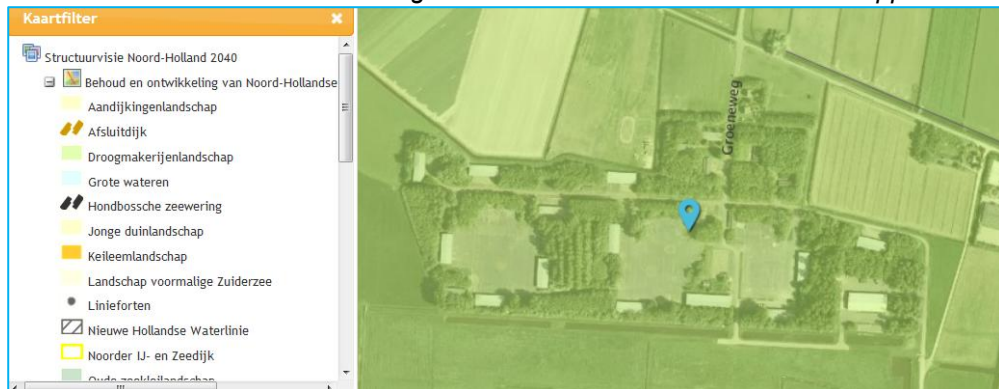 Kaartfilter
Structuurvisie Noord-Holland 2040
Behoud en ontwikkeling van Noord-Hollandse
Aandijkingenlandschap
Afsluitdijk
Droogmakerijenlandschap
Grote wateren
Hondbossche zeewering
Jonge duinlandschap
Keileemlandschap
Landschap voormalige Zuiderzee
Linieforten
Nieuwe Hollandse Waterlinie
Noorder IJ- en Zeedijk
Groeneweg